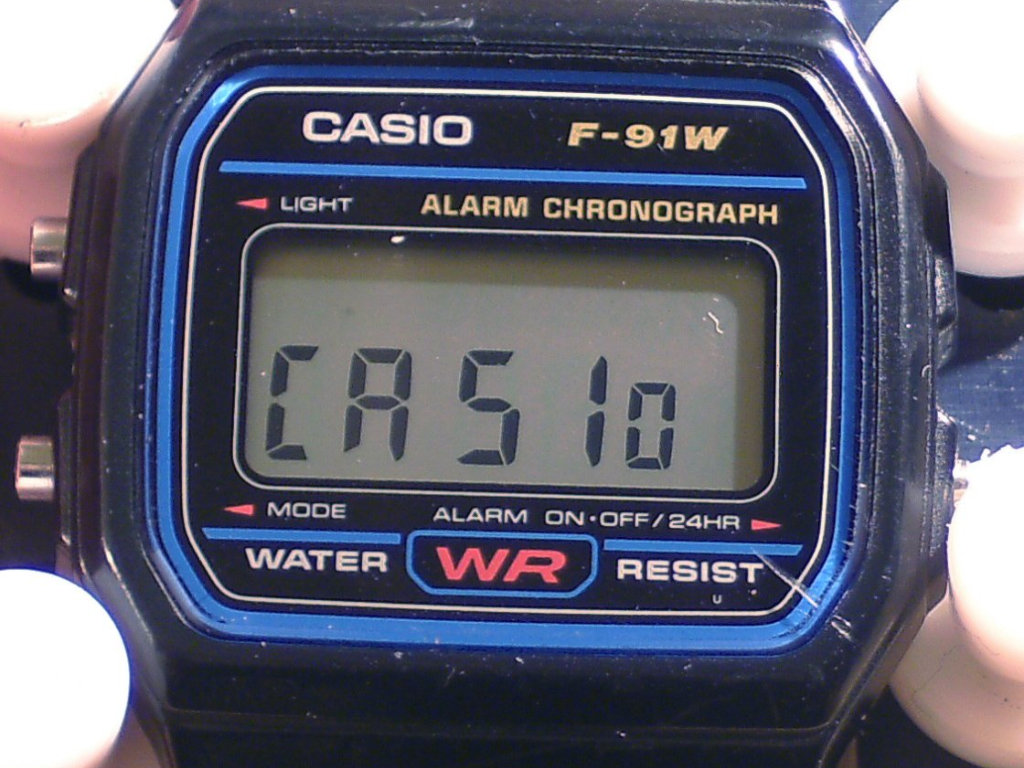 CASIO F-91W
LIGHT ALARM CHRONOGRAPH
CASIo
MODE ALARM ON·OFF/24HR
WATER WR RESIST
U